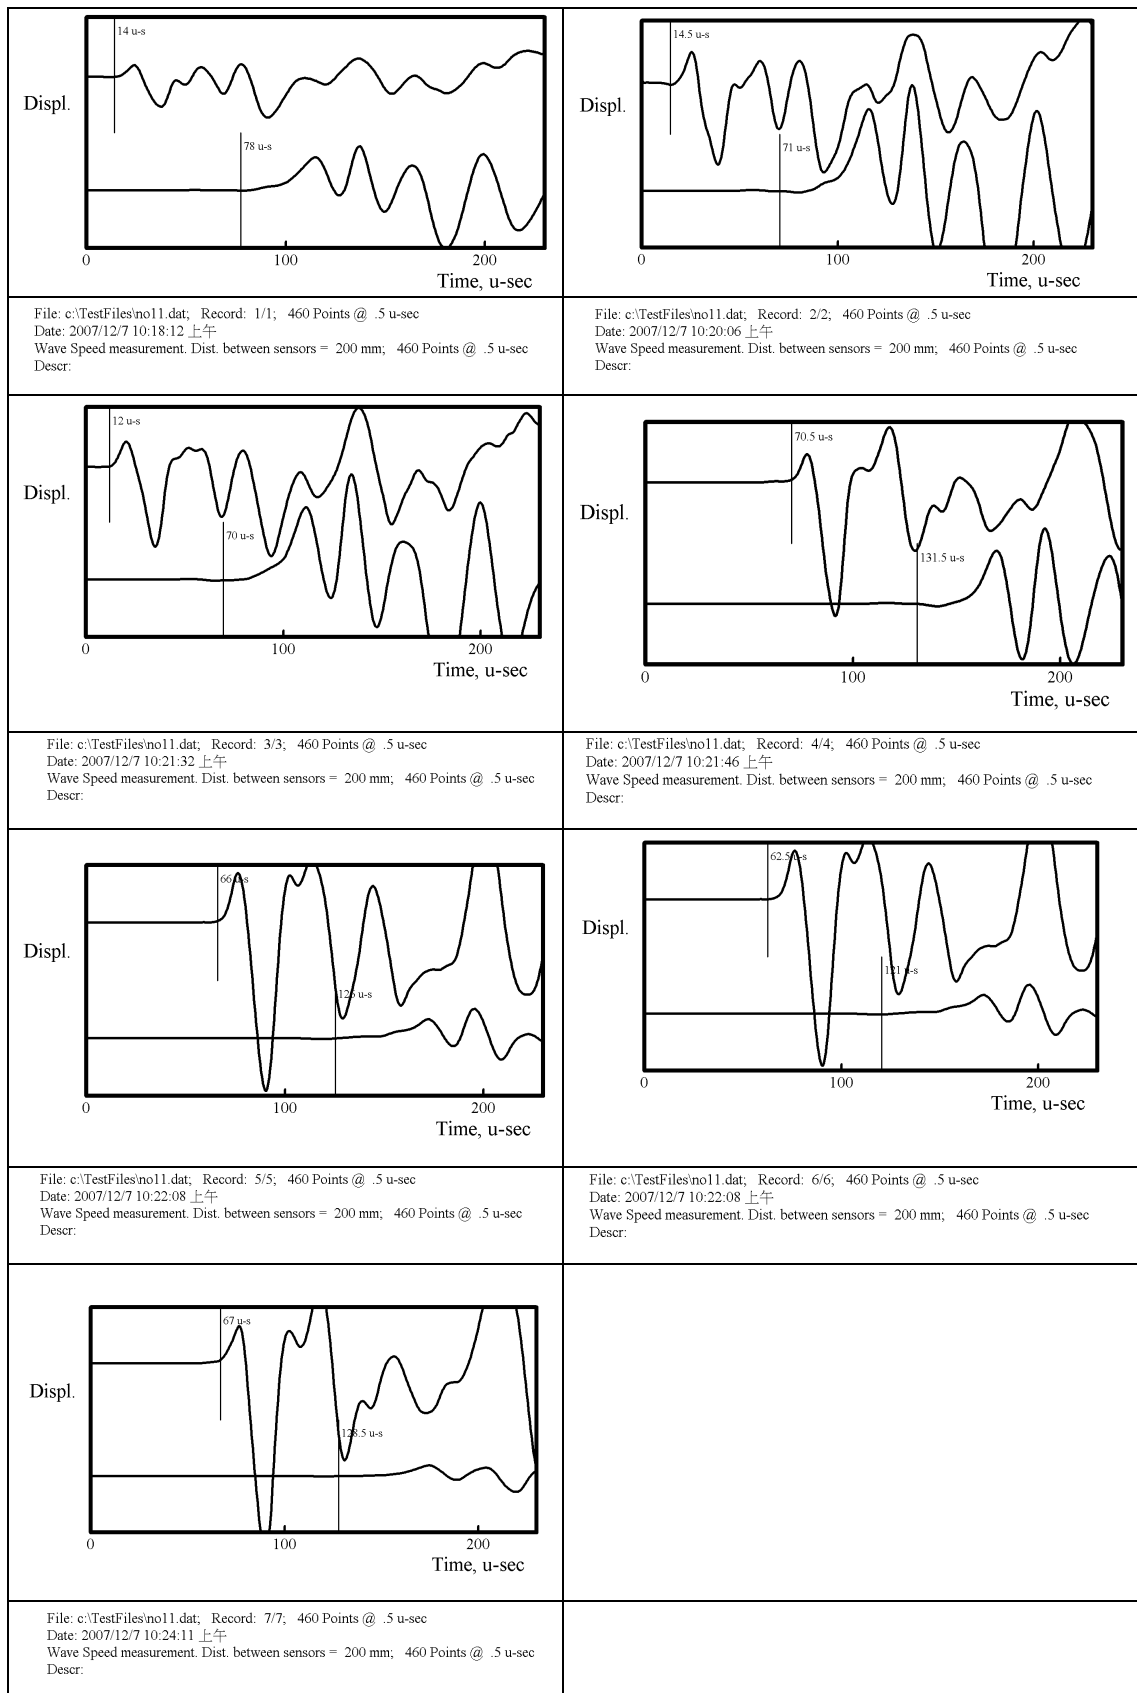 14 u-s
Displ.
78 u-s
0 100 200
Time, u-sec
14.5 u-s
Displ.
71 u-s
0 100 200
Time, u-sec
File: c:\TestFiles\no11.dat; Record: 1/1; 460 Points @ .5 u-sec
Date: 2007/12/7 10:18:12 上午
Wave Speed measurement. Dist. between sensors = 200 mm; 460 Points @ .5 u-sec
Descr:
File: c:\TestFiles\no11.dat; Record: 2/2; 460 Points @ .5 u-sec
Date: 2007/12/7 10:20:06 上午
Wave Speed measurement. Dist. between sensors = 200 mm; 460 Points @ .5 u-sec
Descr:
12 u-s
Displ.
70 u-s
0 100 200
Time, u-sec
70.5 u-s
Displ.
131.5 u-s
0 100 200
Time, u-sec
File: c:\TestFiles\no11.dat; Record: 3/3; 460 Points @ .5 u-sec
Date: 2007/12/7 10:21:32 上午
Wave Speed measurement. Dist. between sensors = 200 mm; 460 Points @ .5 u-sec
Descr:
File: c:\TestFiles\no11.dat; Record: 4/4; 460 Points @ .5 u-sec
Date: 2007/12/7 10:21:46 上午
Wave Speed measurement. Dist. between sensors = 200 mm; 460 Points @ .5 u-sec
Descr:
66 u-s
Displ.
125 u-s
0 100 200
Time, u-sec
62.5 u-s
Displ.
121 u-s
0 100 200
Time, u-sec
File: c:\TestFiles\no11.dat; Record: 5/5; 460 Points @ .5 u-sec
Date: 2007/12/7 10:22:08 上午
Wave Speed measurement. Dist. between sensors = 200 mm; 460 Points @ .5 u-sec
Descr:
File: c:\TestFiles\no11.dat; Record: 6/6; 460 Points @ .5 u-sec
Date: 2007/12/7 10:22:08 上午
Wave Speed measurement. Dist. between sensors = 200 mm; 460 Points @ .5 u-sec
Descr:
67 u-s
Displ.
128.5 u-s
0 100 200
Time, u-sec
File: c:\TestFiles\no11.dat; Record: 7/7; 460 Points @ .5 u-sec
Date: 2007/12/7 10:24:11 上午
Wave Speed measurement. Dist. between sensors = 200 mm; 460 Points @ .5 u-sec
Descr: